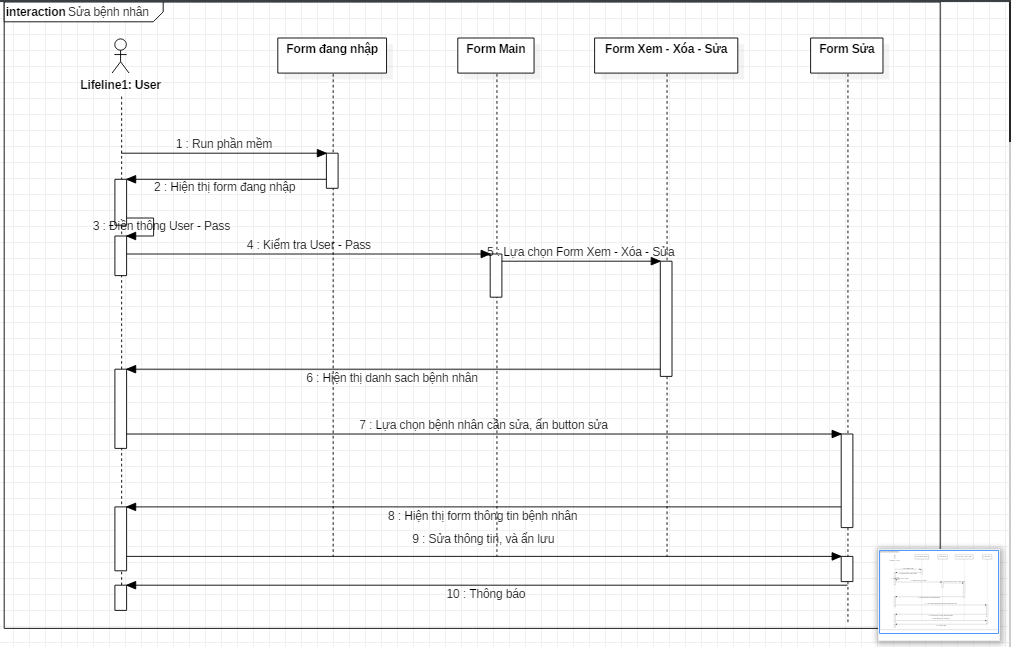 interaction Sửa bệnh nhân
Form đang nhập
Form Main
Form Xem - Xóa - Sửa
Form Sửa
Lifeline1: User
1 : Run phần mềm
2 : Hiện thị form đang nhập
3 : Điền thông User - Pass
4 : Kiểm tra User - Pass
5 : Lựa chọn Form Xem - Xóa - Sửa
6 : Hiện thị danh sach bệnh nhân
7 : Lựa chọn bệnh nhân cần sửa, ấn button sửa
8 : Hiện thị form thông tin bệnh nhân
9 : Sửa thông tin, và ấn lưu
10 : Thông báo